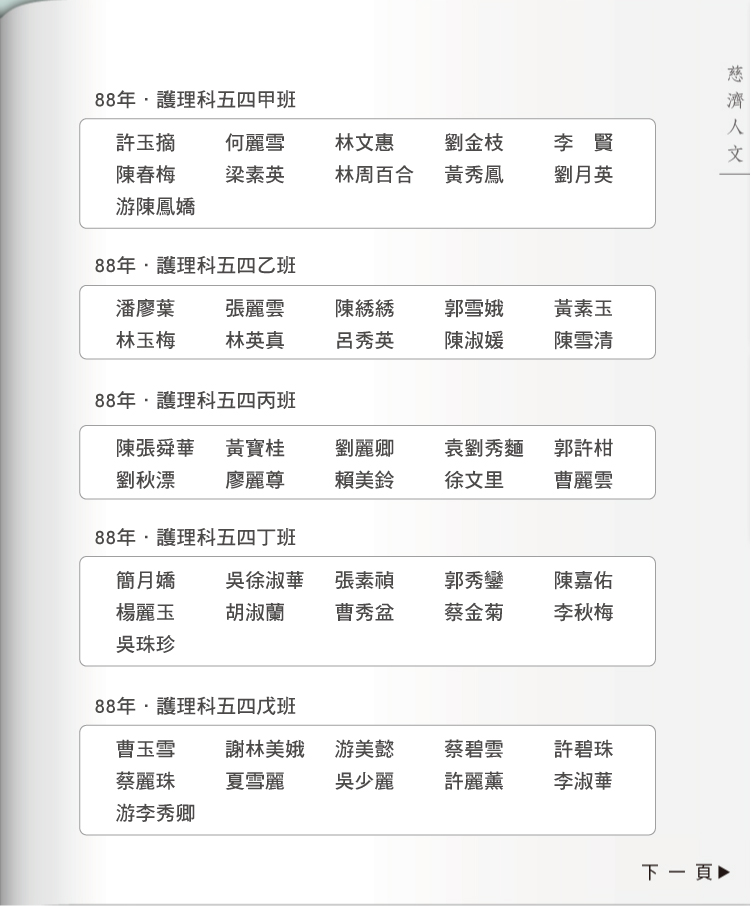 慈濟人文
88年·護理科五四甲班
許玉摘 何麗雪 林文惠 劉金枝 李 賢
陳春梅 梁素英 林周百合 黃秀鳳 劉月英
游陳鳳嬌
88年·護理科五四乙班
潘廖葉 張麗雲 陳綉綉 郭雪娥 黃素玉
林玉梅 林英真 呂秀英 陳淑媛 陳雪清
88年·護理科五四丙班
陳張舜華 黃寶桂 劉麗卿 袁劉秀麵 郭許柑
劉秋漂 廖麗尊 賴美鈴 徐文里 曹麗雲
88年·護理科五四丁班
簡月嬌 吳徐淑華 張素禎 郭秀鑾 陳嘉佑
楊麗玉 胡淑蘭 曹秀盆 蔡金菊 李秋梅
吳珠珍
88年·護理科五四戊班
曹玉雪 謝林美娥 游美懿 蔡碧雲 許碧珠
蔡麗珠 夏雪麗 吳少麗 許麗薰 李淑華
游李秀卿
下一頁▶